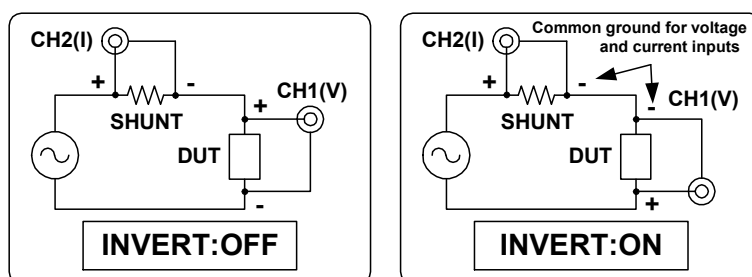 CH2(I)
+
-
SHUNT
+
CH1(V)
DUT
-
INVERT:OFF
CH2(I)
Common ground for voltage
and current inputs
+
-
-
CH1(V)
SHUNT
DUT
+
INVERT:ON